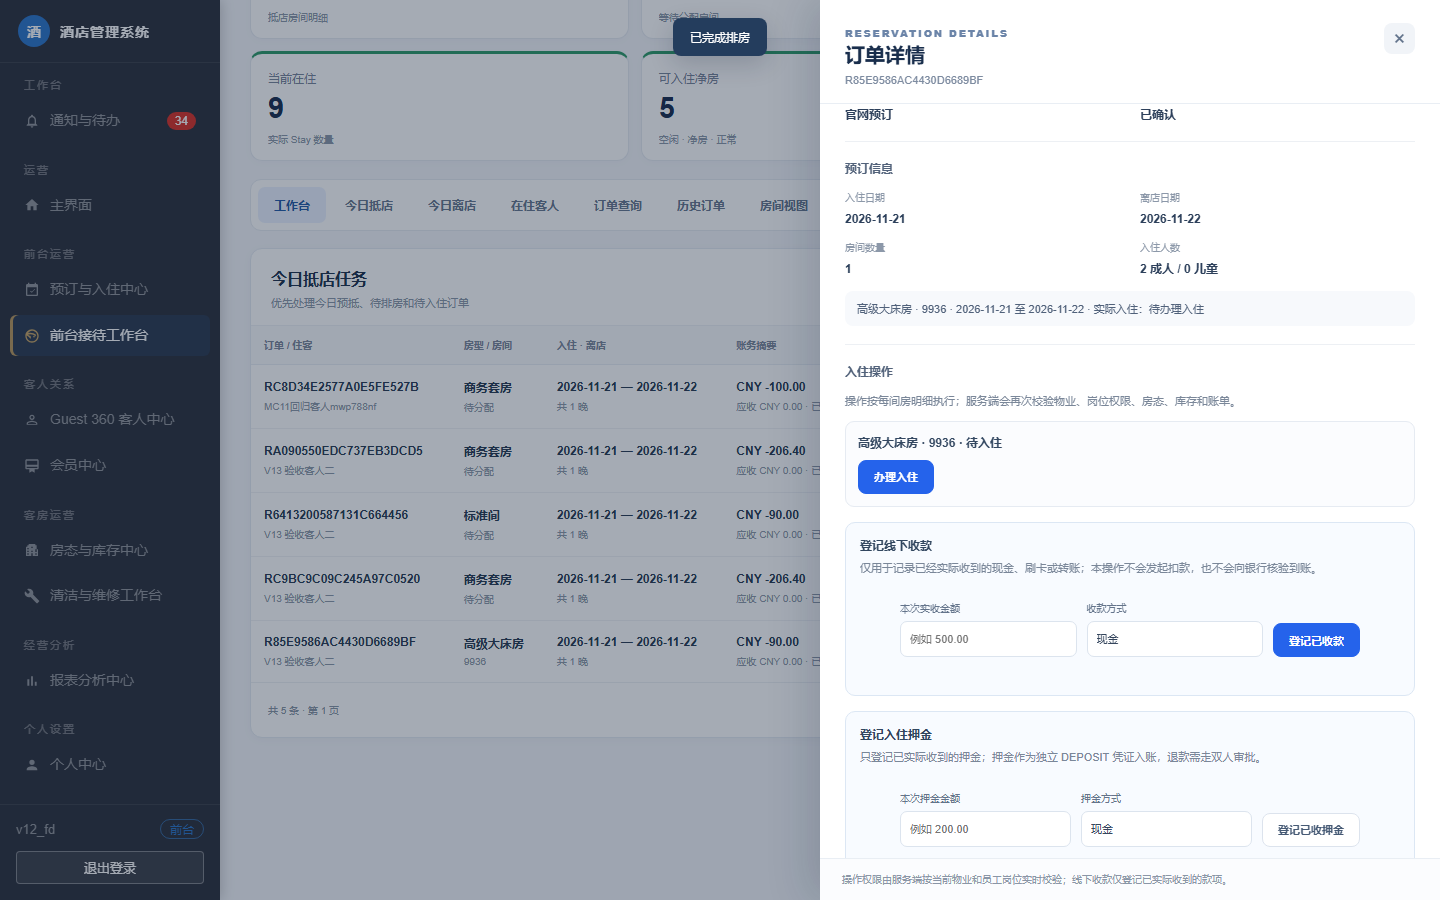 酒 酒店管理系统
工作台
通知与待办 34
运营
主界面
前台运营
预订与入住中心
前台接待工作台
客人关系
Guest 360 客人中心
会员中心
客房运营
房态与库存中心
清洁与维修工作台
经营分析
报表分析中心
个人设置
个人中心
v12_fd 前台
退出登录
抵店房间明细
等待分配房间
已完成排房
当前在住
9
实际 Stay 数量
可入住净房
5
空闲 · 净房 · 正常
工作台 今日抵店 今日离店 在住客人 订单查询 历史订单 房间视图
今日抵店任务
优先处理今日预抵、待排房和待入住订单
订单 / 住客 房型 / 房间 入住 · 离店 账务摘要
RC8D34E2577A0E5FE527B 商务套房 2026-11-21 — 2026-11-22 CNY -100.00
MC11回归客人mwp788nf 待分配 共 1 晚 应收 CNY 0.00 · 已
RA090550EDC737EB3DCD5 商务套房 2026-11-21 — 2026-11-22 CNY -206.40
V13 验收客人二 待分配 共 1 晚 应收 CNY 0.00 · 已
R6413200587131C664456 标准间 2026-11-21 — 2026-11-22 CNY -90.00
V13 验收客人二 待分配 共 1 晚 应收 CNY 0.00 · 已
RC9BC9C09C245A97C0520 商务套房 2026-11-21 — 2026-11-22 CNY -206.40
V13 验收客人二 待分配 共 1 晚 应收 CNY 0.00 · 已
R85E9586AC4430D6689BF 高级大床房 2026-11-21 — 2026-11-22 CNY -90.00
V13 验收客人二 9936 共 1 晚 应收 CNY 0.00 · 已
共 5 条 · 第 1 页
RESERVATION DETAILS
订单详情
R85E9586AC4430D6689BF
官网预订 已确认
预订信息
入住日期 离店日期
2026-11-21 2026-11-22
房间数量 入住人数
1 2 成人 / 0 儿童
高级大床房 · 9936 · 2026-11-21 至 2026-11-22 · 实际入住：待办理入住
入住操作
操作按每间房明细执行；服务端会再次校验物业、岗位权限、房态、库存和账单。
高级大床房 · 9936 · 待入住
办理入住
登记线下收款
仅用于记录已经实际收到的现金、刷卡或转账；本操作不会发起扣款，也不会向银行核验到账。
本次实收金额 收款方式
例如 500.00 现金 登记已收款
登记入住押金
只登记已实际收到的押金；押金作为独立 DEPOSIT 凭证入账，退款需走双人审批。
本次押金金额 押金方式
例如 200.00 现金 登记已收押金
操作权限由服务端按当前物业和员工岗位实时校验；线下收款仅登记已实际收到的款项。